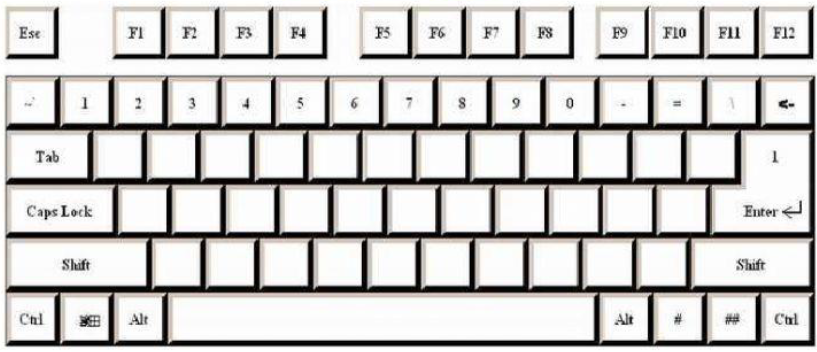 Esc F1 F2 F3 F4 F5 F6 F7 F8 F9 F10 F11 F12
~` 1 2 3 4 5 6 7 8 9 0 - = \ <-
Tab 1
Caps Lock Enter
Shift Shift
Ctrl Alt Alt # ## Ctrl